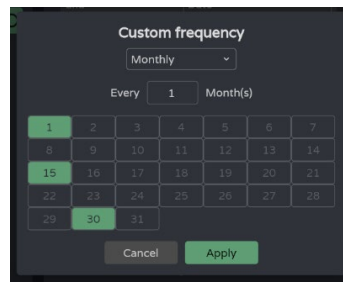 Custom frequency
Monthly
Every 1 Month(s)
1 2 3 4 5 6 7
8 9 10 11 12 13 14
15 16 17 18 19 20 21
22 23 24 25 26 27 28
29 30 31
Cancel Apply